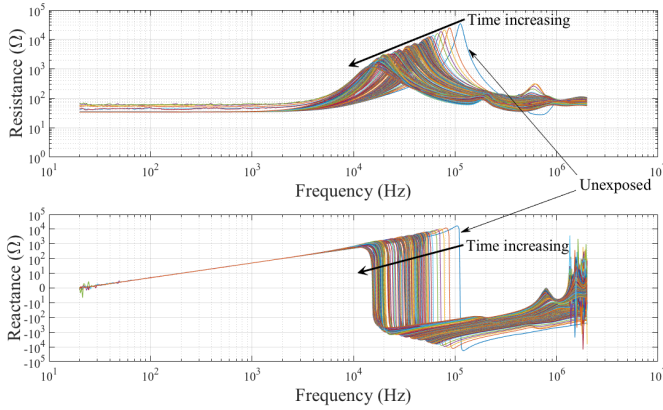 10^5
10^4
10^3
10^2
10^1
10^0
Resistance (Ω)
Time increasing
10^1 10^2 10^3 10^4 10^5 10^6 10^7
Frequency (Hz)
Unexposed
10^5
10^4
10^3
10^2
10^1
0
-10^1
-10^2
-10^3
-10^4
-10^5
Reactance (Ω)
Time increasing
10^1 10^2 10^3 10^4 10^5 10^6 10^7
Frequency (Hz)